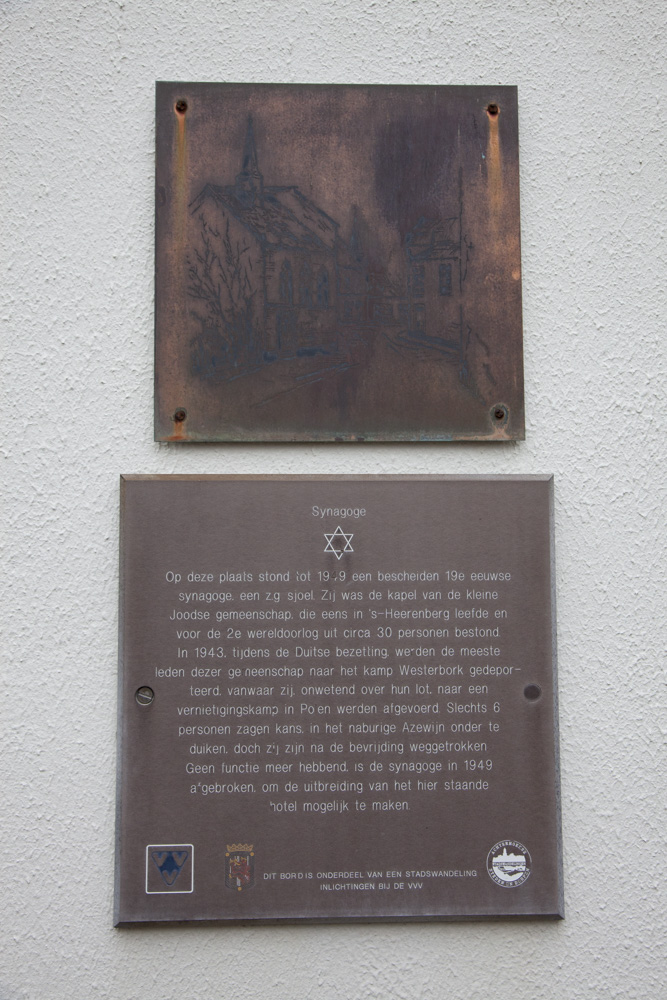 Synagoge
Op deze plaats stond tot 1949 een bescheiden 19e eeuwse
synagoge, een z.g. sjoel. Zij was de kapel van de kleine
Joodse gemeenschap, die eens in 's-Heerenberg leefde en
voor de 2e wereldoorlog uit circa 30 personen bestond.
In 1943, tijdens de Duitse bezetting, werden de meeste
leden dezer gemeenschap naar het kamp Westerbork gedepor-
teerd, vanwaar zij, onwetend over hun lot, naar een
vernietigingskamp in Polen werden afgevoerd. Slechts 6
personen zagen kans, in het naburige Azewijn onder te
duiken, doch zij zijn na de bevrijding weggetrokken.
Geen functie meer hebbend, is de synagoge in 1949
afgebroken, om de uitbreiding van het hier staande
hotel mogelijk te maken.
DIT BORD IS ONDERDEEL VAN EEN STADSWANDELING
INLICHTINGEN BIJ DE VVV